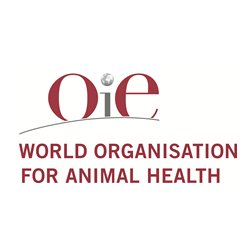 OiE
WORLD ORGANISATION
FOR ANIMAL HEALTH